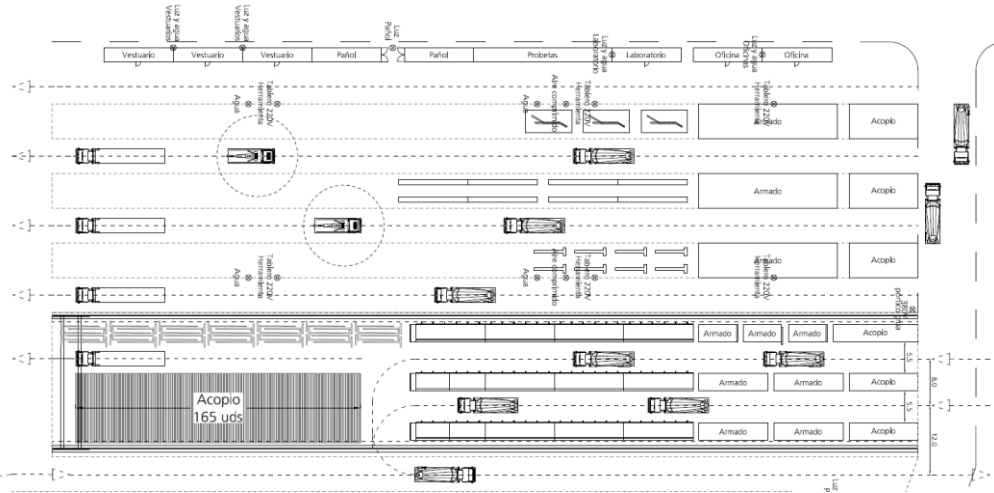 Luz y agua
Vestuarios
Luz y agua
Vestuarios
Luz
Pañol
Luz y agua
Laboratorio
Luz y agua
Oficinas
Vestuario
Vestuario
Vestuario
Pañol
Pañol
Probetas
Laboratorio
Oficina
Oficina
Agua
Tablero 220V
Herramienta
Agua
Aire comprimido
Tablero 220V
Herramienta
Tablero 220V
Herramienta
Armado
Acopio
Armado
Acopio
Agua
Tablero 220V
Herramienta
Agua
Aire comprimido
Tablero 220V
Herramienta
Tablero 220V
Herramienta
Armado
Acopio
Armado
Armado
Armado
Acopio
5.5
Acopio
165 uds
Armado
Armado
Acopio
8.0
5.5
Armado
Armado
Acopio
12.0
Luz